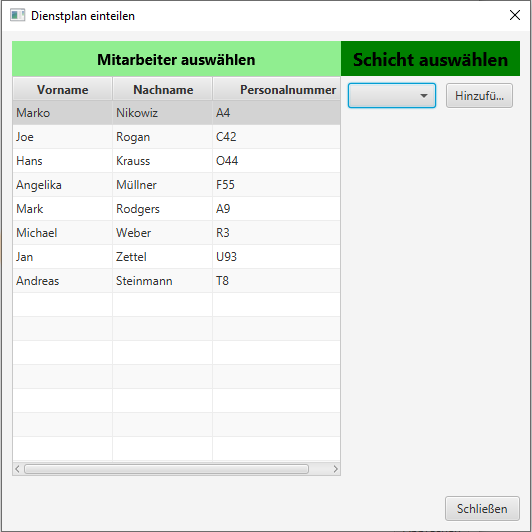 Dienstplan einteilen
Mitarbeiter auswählen Schicht auswählen
Vorname Nachname Personalnummer
Hinzufü...
Marko Nikowiz A4
Joe Rogan C42
Hans Krauss O44
Angelika Müllner F55
Mark Rodgers A9
Michael Weber R3
Jan Zettel U93
Andreas Steinmann T8
Schließen